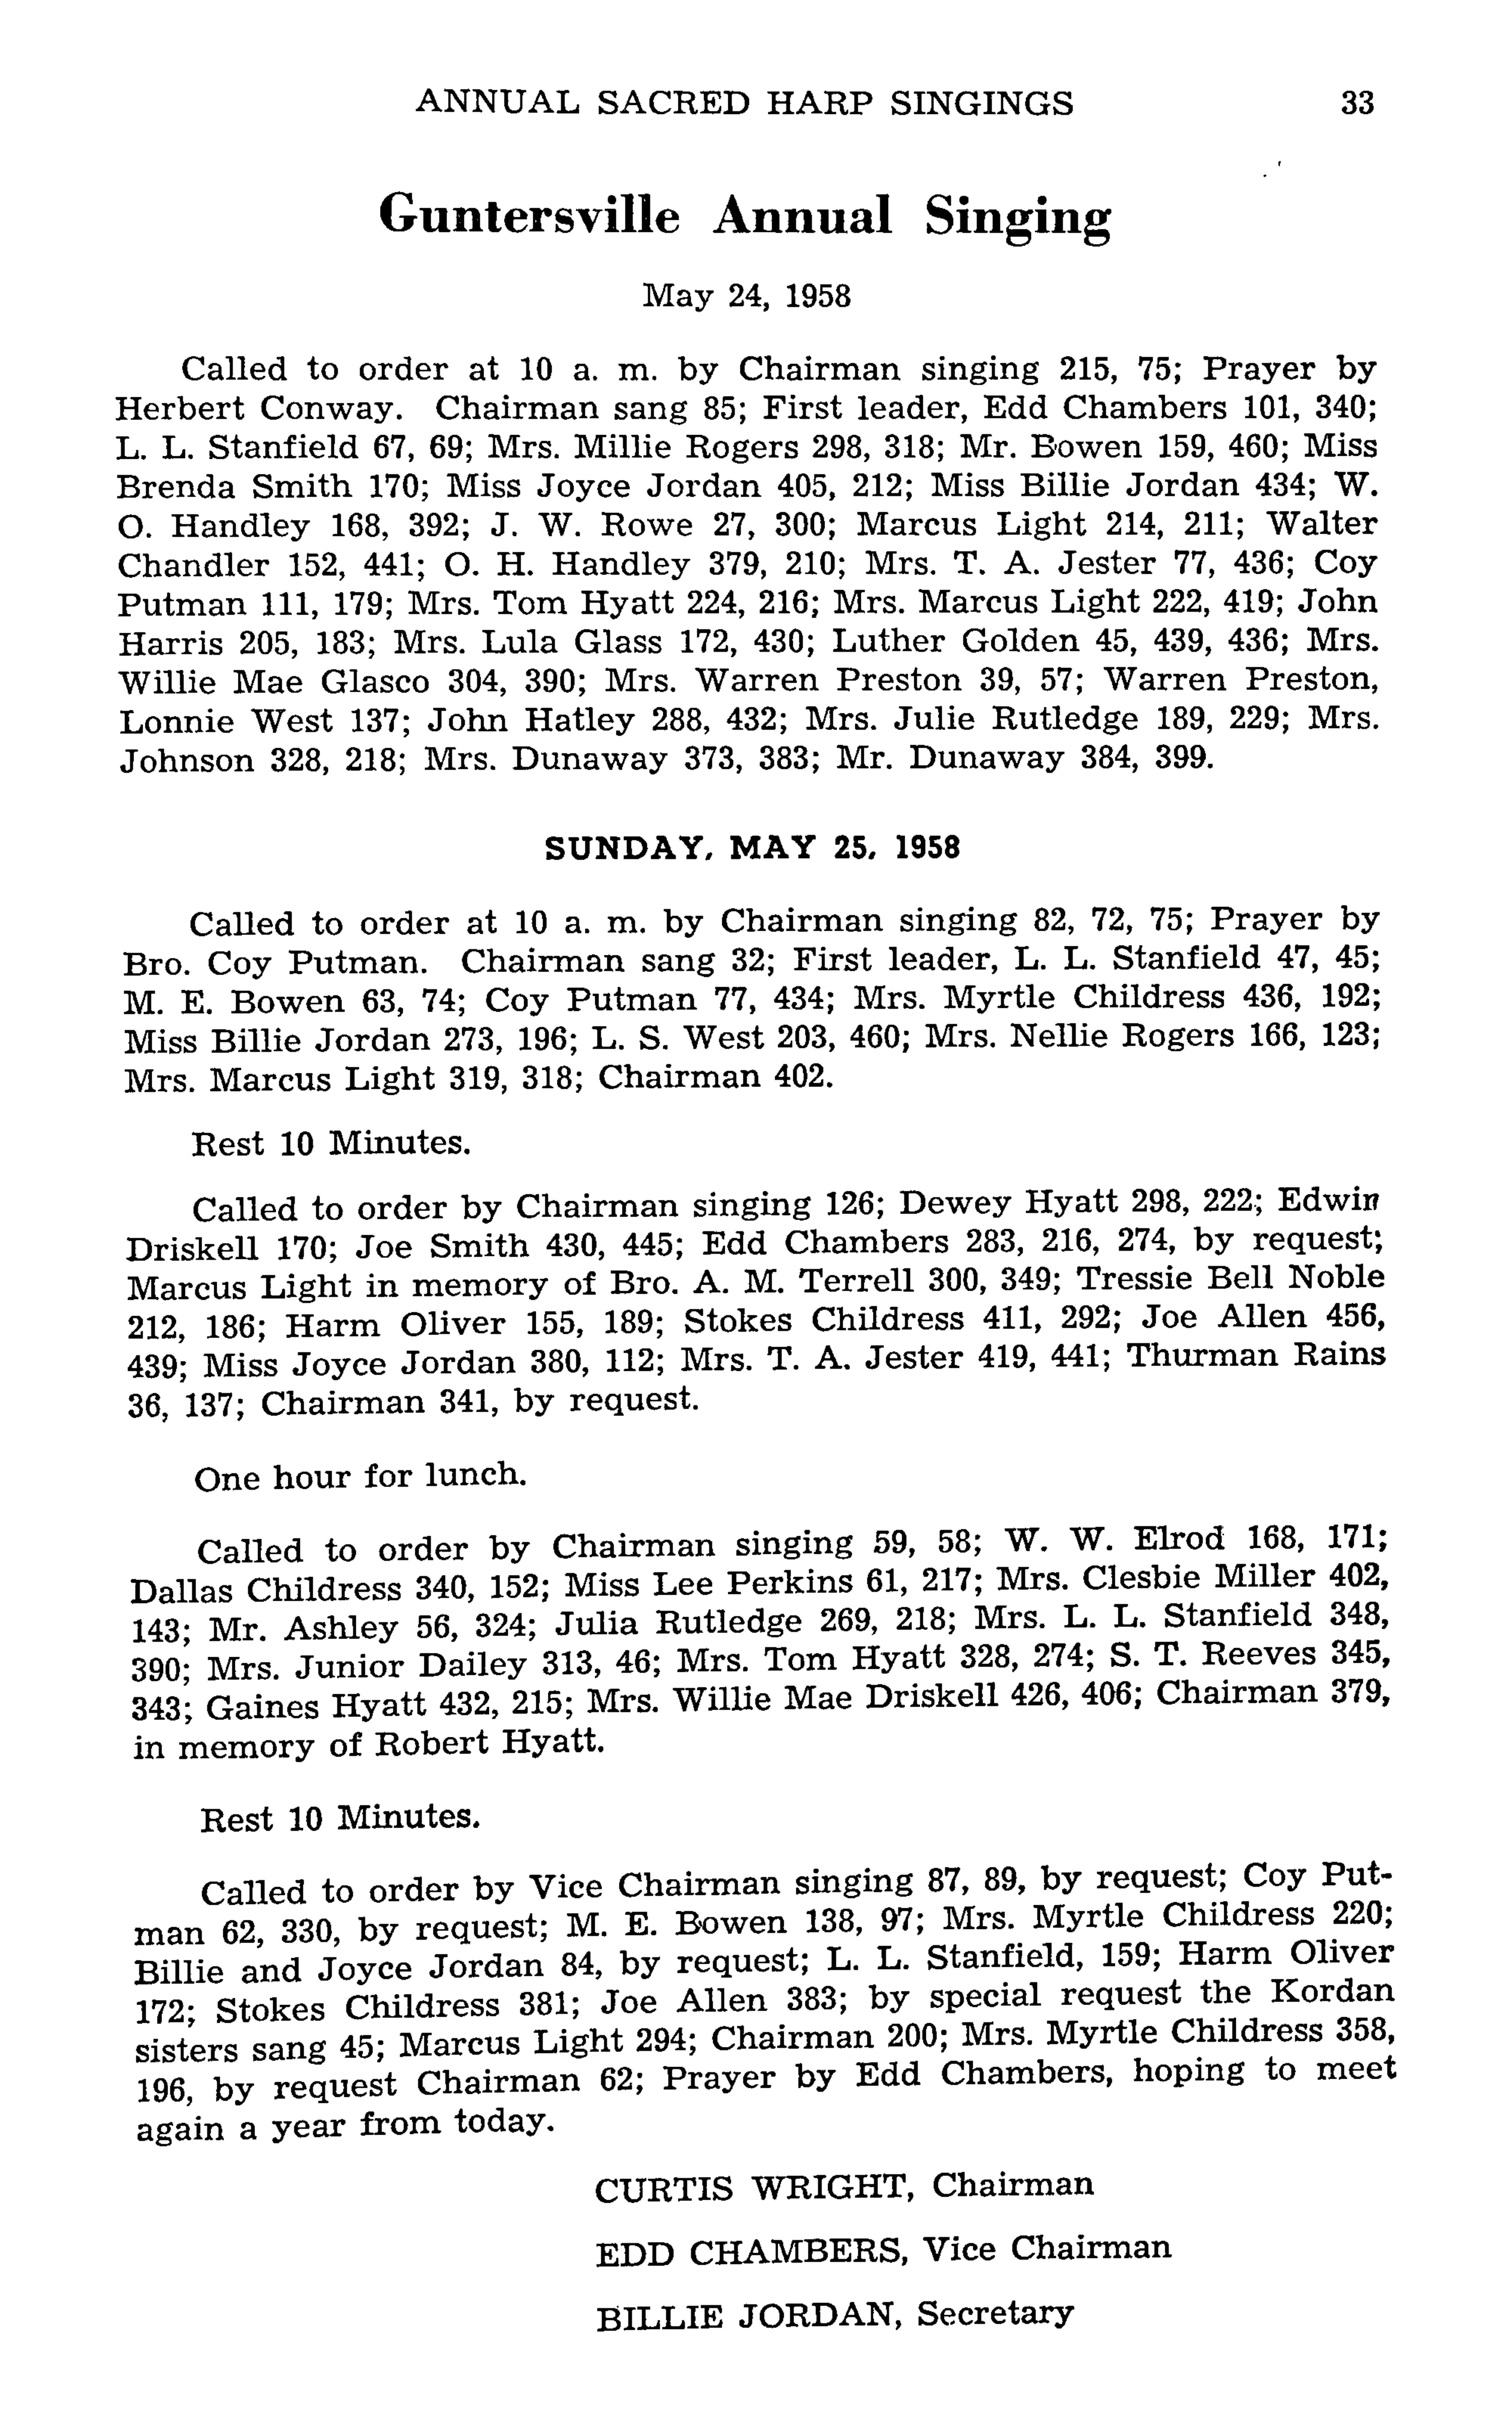 ANNUAL SACRED HARP SINGINGS 33
Guntersville Annual Singing
May 24, 1958
Called to order at 10 a. m. by Chairman singing 215, 75; Prayer by
Herbert Conway. Chairman sang 85; First leader, Edd Chambers 101, 340;
L. L. Stanfield 67, 69; Mrs. Millie Rogers 298, 318; Mr. Bowen 159, 460; Miss
Brenda Smith 170; Miss Joyce Jordan 405, 212; Miss Billie Jordan 434; W.
O. Handley 168, 392; J. W. Rowe 27, 300; Marcus Light 214, 211; Walter
Chandler 152, 441; O. H. Handley 379, 210; Mrs. T. A. Jester 77, 436; Coy
Putman 111, 179; Mrs. Tom Hyatt 224, 216; Mrs. Marcus Light 222, 419; John
Harris 205, 183; Mrs. Lula Glass 172, 430; Luther Golden 45, 439, 436; Mrs.
Willie Mae Glasco 304, 390; Mrs. Warren Preston 39, 57; Warren Preston,
Lonnie West 137; John Hatley 288, 432; Mrs. Julie Rutledge 189, 229; Mrs.
Johnson 328, 218; Mrs. Dunaway 373, 383; Mr. Dunaway 384, 399.
SUNDAY, MAY 25, 1958
Called to order at 10 a. m. by Chairman singing 82, 72, 75; Prayer by
Bro. Coy Putman. Chairman sang 32; First leader, L. L. Stanfield 47, 45;
M. E. Bowen 63, 74; Coy Putman 77, 434; Mrs. Myrtle Childress 436, 192;
Miss Billie Jordan 273, 196; L. S. West 203, 460; Mrs. Nellie Rogers 166, 123;
Mrs. Marcus Light 319, 318; Chairman 402.
Rest 10 Minutes.
Called to order by Chairman singing 126; Dewey Hyatt 298, 222; Edwin
Driskell 170; Joe Smith 430, 445; Edd Chambers 283, 216, 274, by request;
Marcus Light in memory of Bro. A. M. Terrell 300, 349; Tressie Bell Noble
212, 186; Harm Oliver 155, 189; Stokes Childress 411, 292; Joe Allen 456,
439; Miss Joyce Jordan 380, 112; Mrs. T. A. Jester 419, 441; Thurman Rains
36, 137; Chairman 341, by request.
One hour for lunch.
Called to order by Chairman singing 59, 58; W. W. Elrod 168, 171;
Dallas Childress 340, 152; Miss Lee Perkins 61, 217; Mrs. Clesbie Miller 402,
143; Mr. Ashley 56, 324; Julia Rutledge 269, 218; Mrs. L. L. Stanfield 348,
390; Mrs. Junior Dailey 313, 46; Mrs. Tom Hyatt 328, 274; S. T. Reeves 345,
343; Gaines Hyatt 432, 215; Mrs. Willie Mae Driskell 426, 406; Chairman 379,
in memory of Robert Hyatt.
Rest 10 Minutes.
Called to order by Vice Chairman singing 87, 89, by request; Coy Put-
man 62, 330, by request; M. E. Bowen 138, 97; Mrs. Myrtle Childress 220;
Billie and Joyce Jordan 84, by request; L. L. Stanfield, 159; Harm Oliver
172; Stokes Childress 381; Joe Allen 383; by special request the Kordan
sisters sang 45; Marcus Light 294; Chairman 200; Mrs. Myrtle Childress 358,
196, by request Chairman 62; Prayer by Edd Chambers, hoping to meet
again a year from today.
CURTIS WRIGHT, Chairman
EDD CHAMBERS, Vice Chairman
BILLIE JORDAN, Secretary